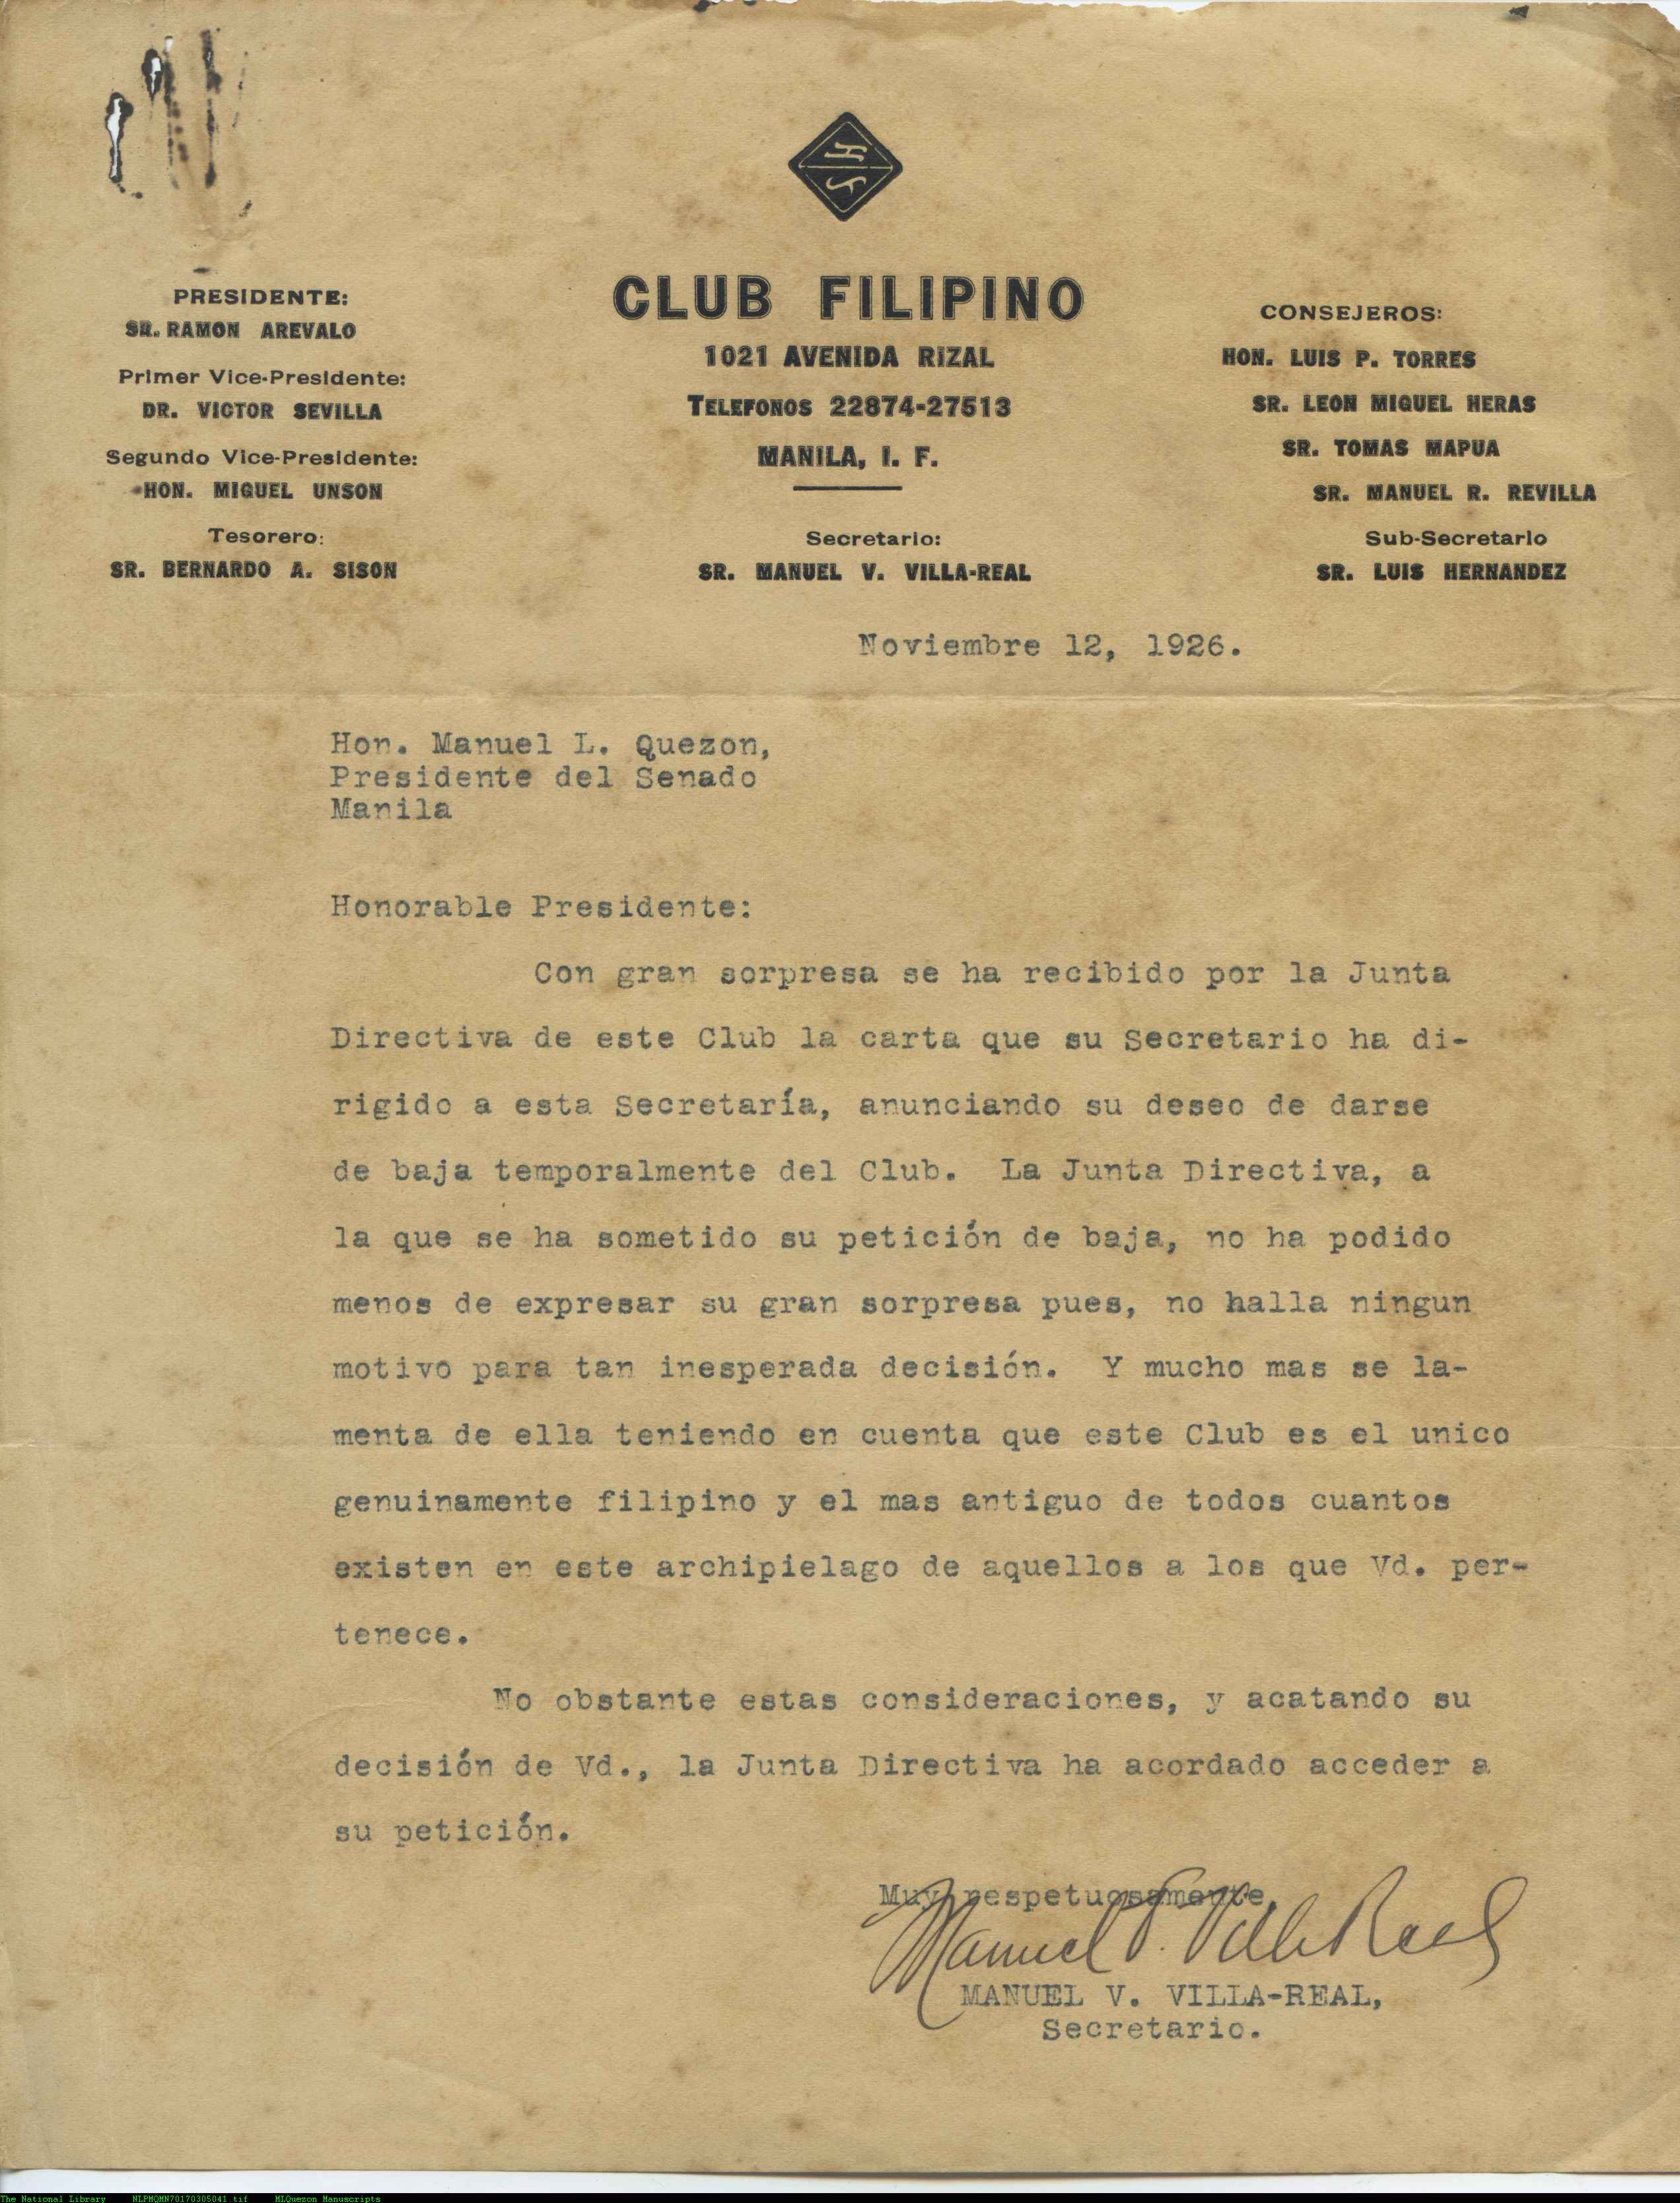 CLUB FILIPINO
1021 AVENIDA RIZAL
TELEFONOS 22874-27513
MANILA, I. F.
PRESIDENTE:
SR. RAMON AREVALO
Primer Vice-Presidente:
DR. VICTOR SEVILLA
Segundo Vice-Presidente:
HON. MIGUEL UNSON
Tesorero:
SR. BERNARDO A. SISON
Secretario:
SR. MANUEL V. VILLA-REAL
CONSEJEROS:
HON. LUIS P. TORRES
SR. LEON MIGUEL HERAS
SR. TOMAS MAPUA
SR. MANUEL R. REVILLA
Sub-Secretario
SR. LUIS HERNANDEZ
Noviembre 12, 1926.
Hon. Manuel L. Quezon,
Presidente del Senado
Manila
Honorable Presidente:
Con gran sorpresa se ha recibido por la Junta
Directiva de este Club la carta que su Secretario ha di-
rigido a esta Secretaría, anunciando su deseo de darse
de baja temporalmente del Club. La Junta Directiva, a
la que se ha sometido su petición de baja, no ha podido
menos de expresar su gran sorpresa pues, no halla ningun
motivo para tan inesperada decisión. Y mucho mas se la-
menta de ella teniendo en cuenta que este Club es el unico
genuinamente filipino y el mas antiguo de todos cuantos
existen en este archipielago de aquellos a los que Vd. per-
tenece.
No obstante estas consideraciones, y acatando su
decisión de Vd., la Junta Directiva ha acordado acceder a
su petición.
Muy respetuosamente,
Manuel V. Villa Real
MANUEL V. VILLA-REAL,
Secretario.
The National Library NLPMQMN70170305041.tif MLQuezon Manuscripts